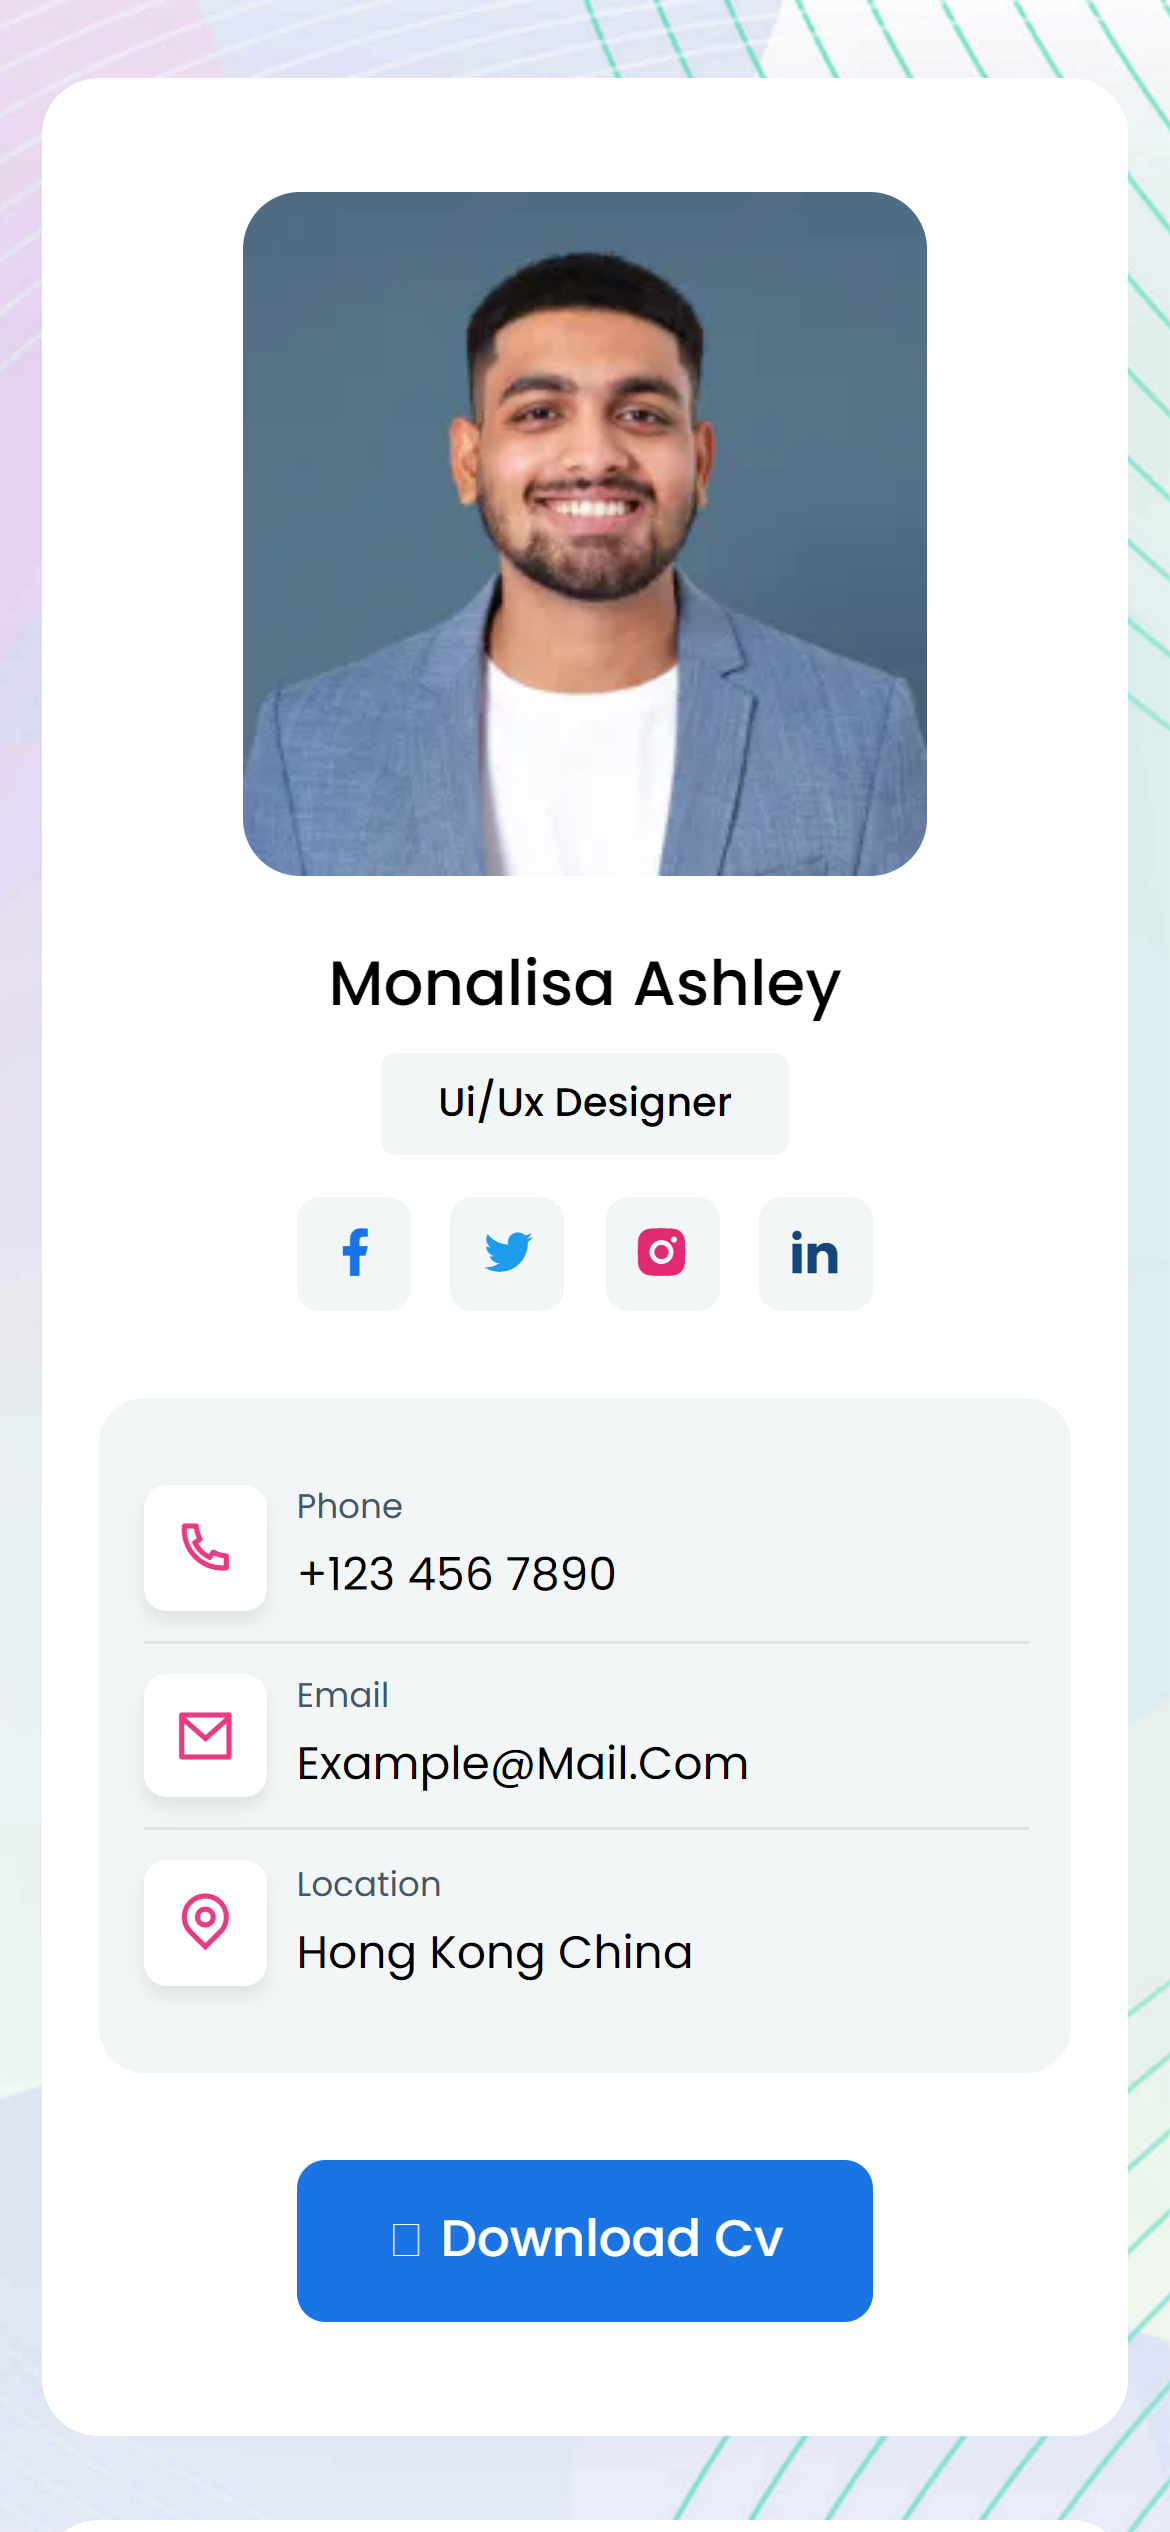 Monalisa Ashley
Ui/Ux Designer
Phone
+123 456 7890
Email
Example@Mail.Com
Location
Hong Kong China
Download Cv